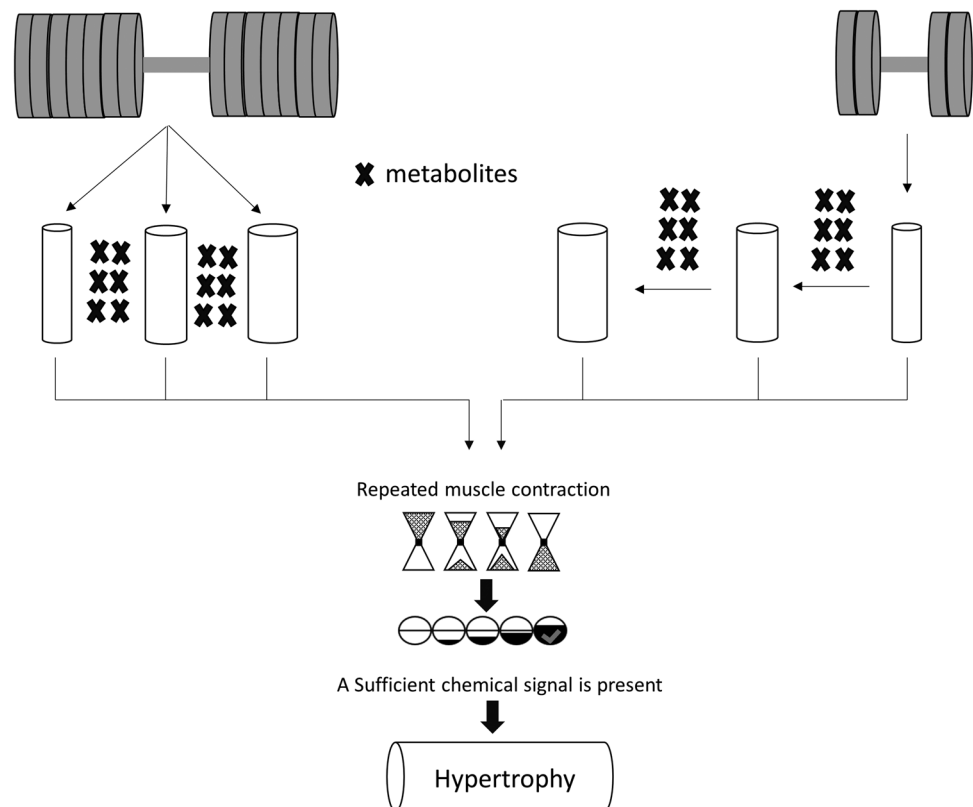 metabolites
Repeated muscle contraction
A Sufficient chemical signal is present
Hypertrophy